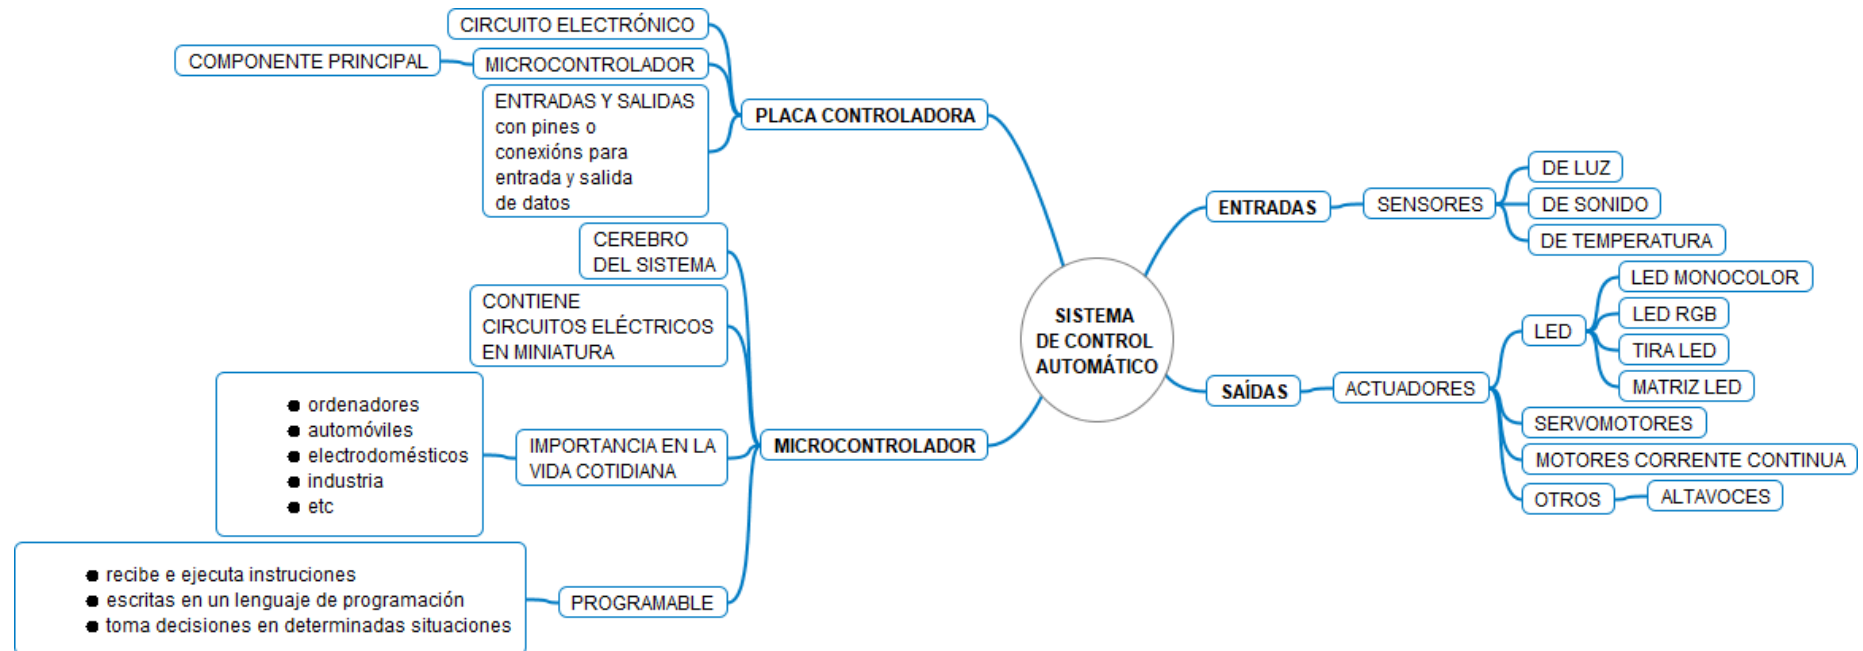 CIRCUITO ELECTRÓNICO
COMPONENTE PRINCIPAL
MICROCONTROLADOR
ENTRADAS Y SALIDAS
con pines o
conexións para
entrada y salida
de datos
PLACA CONTROLADORA
CEREBRO
DEL SISTEMA
CONTIENE
CIRCUITOS ELÉCTRICOS
EN MINIATURA
● ordenadores
● automóviles
● electrodomésticos
● industria
● etc
IMPORTANCIA EN LA
VIDA COTIDIANA
MICROCONTROLADOR
● recibe e ejecuta instruciones
● escritas en un lenguaje de programación
● toma decisiones en determinadas situaciones
PROGRAMABLE
SISTEMA
DE CONTROL
AUTOMÁTICO
ENTRADAS
SENSORES
DE LUZ
DE SONIDO
DE TEMPERATURA
SAÍDAS
ACTUADORES
LED
LED MONOCOLOR
LED RGB
TIRA LED
MATRIZ LED
SERVOMOTORES
MOTORES CORRENTE CONTINUA
OTROS
ALTAVOCES